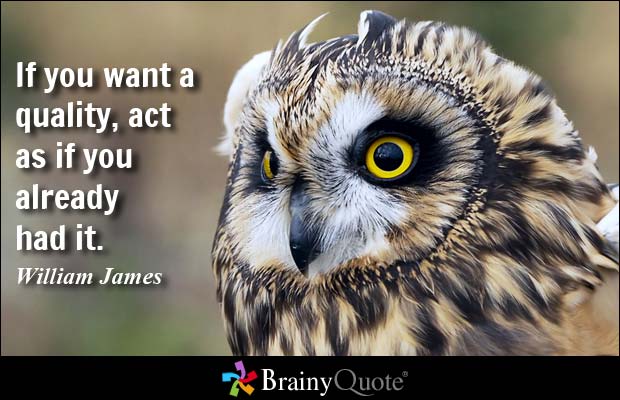 If you want a
quality, act
as if you
already
had it.
William James
BrainyQuote®